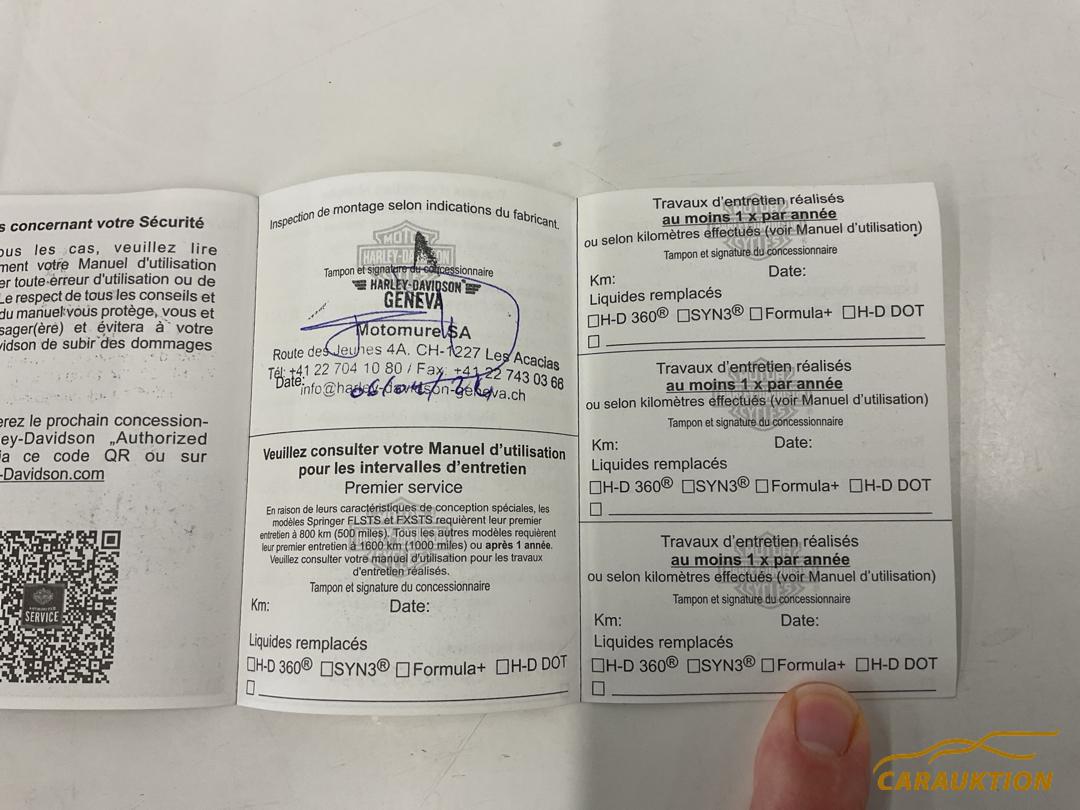 s concernant votre Sécurité
ous les cas, veuillez lire
ment votre Manuel d'utilisation
er toute erreur d'utilisation ou de
Le respect de tous les conseils et
du manuel vous protège, vous et
sager(ère) et évitera à votre
vidson de subir des dommages
erez le prochain concession-
ley-Davidson „Authorized
ia ce code QR ou sur
-Davidson.com
SERVICE
Inspection de montage selon indications du fabricant.
MOTOR
HARLEY-DAVIDSON
Tampon et signature du concessionnaire
HARLEY-DAVIDSON
GENEVA
Motomure SA
Route des Jeunes 4A. CH-1227 Les Acacias
Tél: +41 22 704 10 80 / Fax. +41 22 743 03 68
Date:
info@harley-davidson-geneva.ch
Veuillez consulter votre Manuel d'utilisation
pour les intervalles d'entretien
Premier service
En raison de leurs caractéristiques de conception spéciales, les
modèles Springer FLSTS et FXSTS requièrent leur premier
entretien à 800 km (500 miles). Tous les autres modèles requièrent
leur premier entretien à 1600 km (1000 miles) ou après 1 année.
Veuillez consulter votre manuel d'utilisation pour les travaux
d'entretien réalisés.
Tampon et signature du concessionnaire
Km: Date:
Liquides remplacés
☐H-D 360® ☐SYN3® ☐Formula+ ☐H-D DOT
☐
Travaux d'entretien réalisés
au moins 1 x par année
ou selon kilomètres effectués (voir Manuel d'utilisation)
Tampon et signature du concessionnaire
Km: Date:
Liquides remplacés
☐H-D 360® ☐SYN3® ☐Formula+ ☐H-D DOT
☐
Travaux d'entretien réalisés
au moins 1 x par année
ou selon kilomètres effectués (voir Manuel d'utilisation)
Tampon et signature du concessionnaire
Km: Date:
Liquides remplacés
☐H-D 360® ☐SYN3® ☐Formula+ ☐H-D DOT
☐
Travaux d'entretien réalisés
au moins 1 x par année
ou selon kilomètres effectués (voir Manuel d'utilisation)
Tampon et signature du concessionnaire
Km: Date:
Liquides remplacés
☐H-D 360® ☐SYN3® ☐Formula+ ☐H-D DOT
☐
CARAUKTION